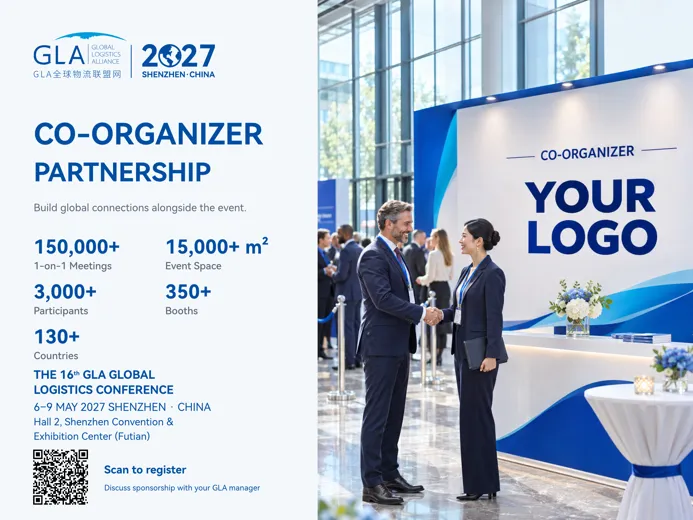 GLA GLOBAL LOGISTICS ALLIANCE
GLA全球物流联盟网
2027
SHENZHEN·CHINA
CO-ORGANIZER
PARTNERSHIP
Build global connections alongside the event.
150,000+
1-on-1 Meetings
15,000+ m²
Event Space
3,000+
Participants
350+
Booths
130+
Countries
THE 16th GLA GLOBAL
LOGISTICS CONFERENCE
6–9 MAY 2027 SHENZHEN · CHINA
Hall 2, Shenzhen Convention &
Exhibition Center (Futian)
Scan to register
Discuss sponsorship with your GLA manager
CO-ORGANIZER
YOUR
LOGO